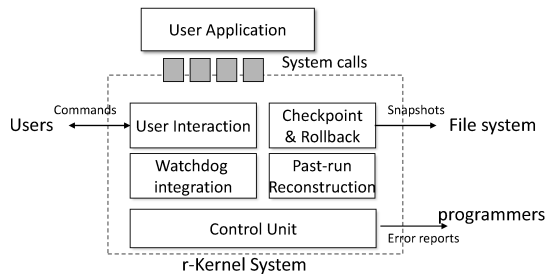 User Application
System calls
Commands
Users
User Interaction
Checkpoint
& Rollback
Snapshots
File system
Watchdog
integration
Past-run
Reconstruction
Control Unit
programmers
Error reports
r-Kernel System